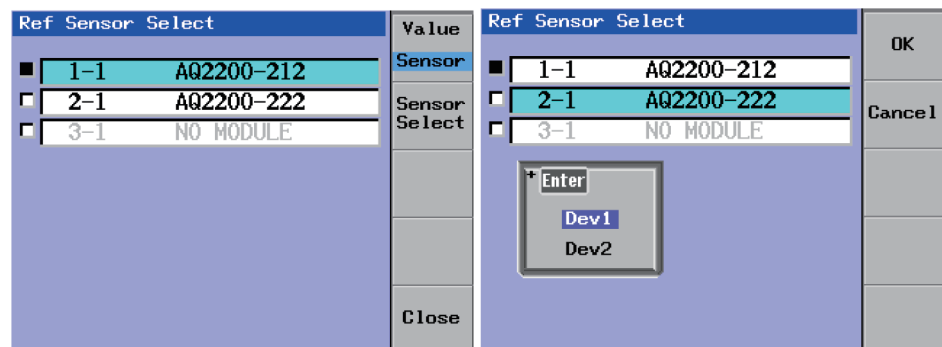 Ref Sensor Select
1-1 AQ2200-212
2-1 AQ2200-222
3-1 NO MODULE
Value
Sensor
Sensor
Select
Close
Ref Sensor Select
1-1 AQ2200-212
2-1 AQ2200-222
3-1 NO MODULE
Enter
Dev1
Dev2
OK
Cancel